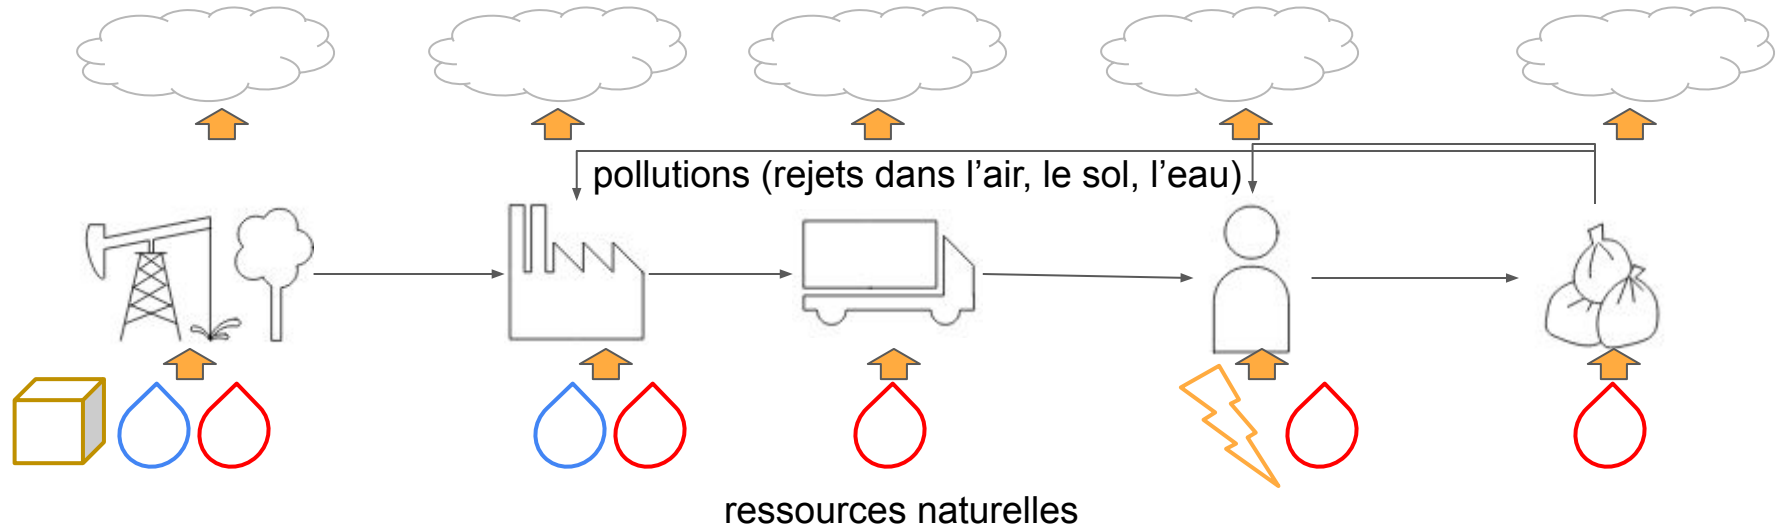 pollutions (rejets dans l’air, le sol, l’eau)
ressources naturelles